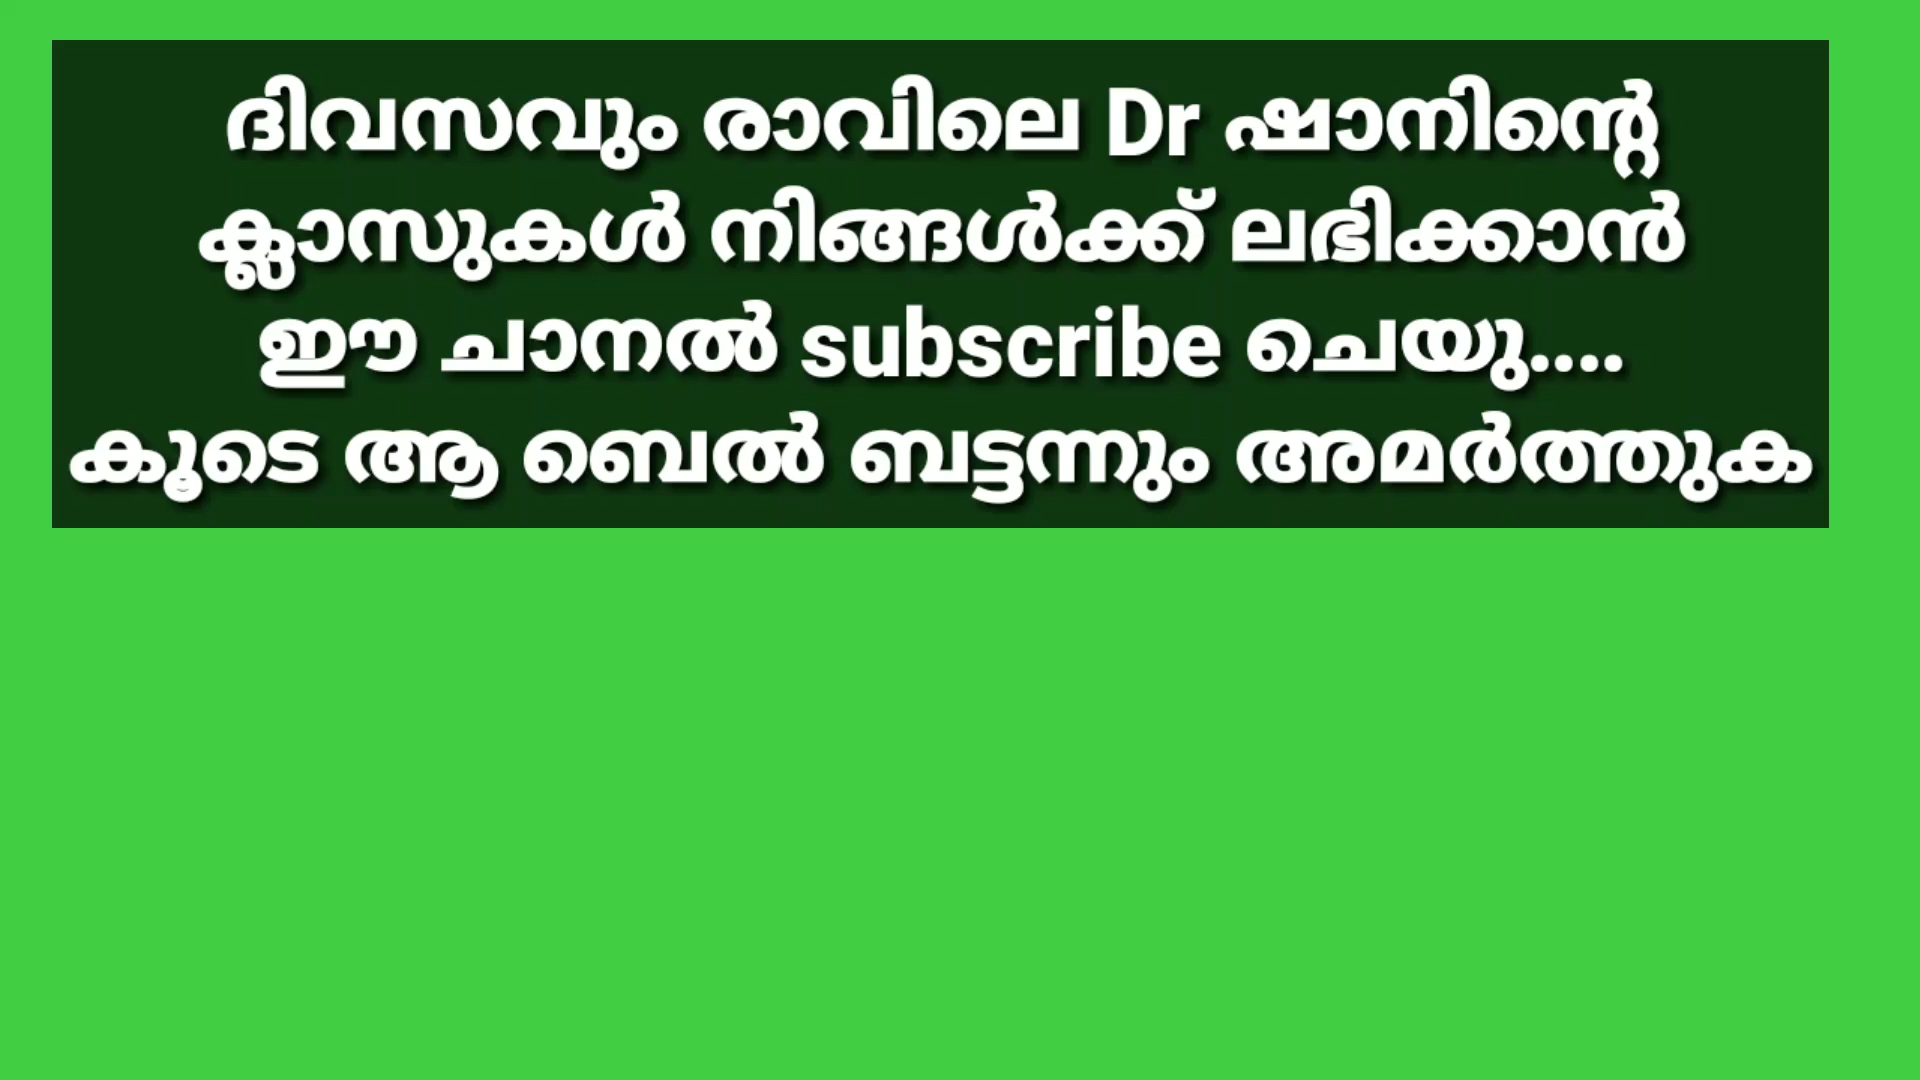 ദിവസവും രാവിലെ Dr ഷാനിന്റെ
ക്ലാസുകൾ നിങ്ങൾക്ക് ലഭിക്കാൻ
ഈ ചാനൽ subscribe ചെയു....
കൂടെ ആ ബെൽ ബട്ടന്നും അമർത്തുക